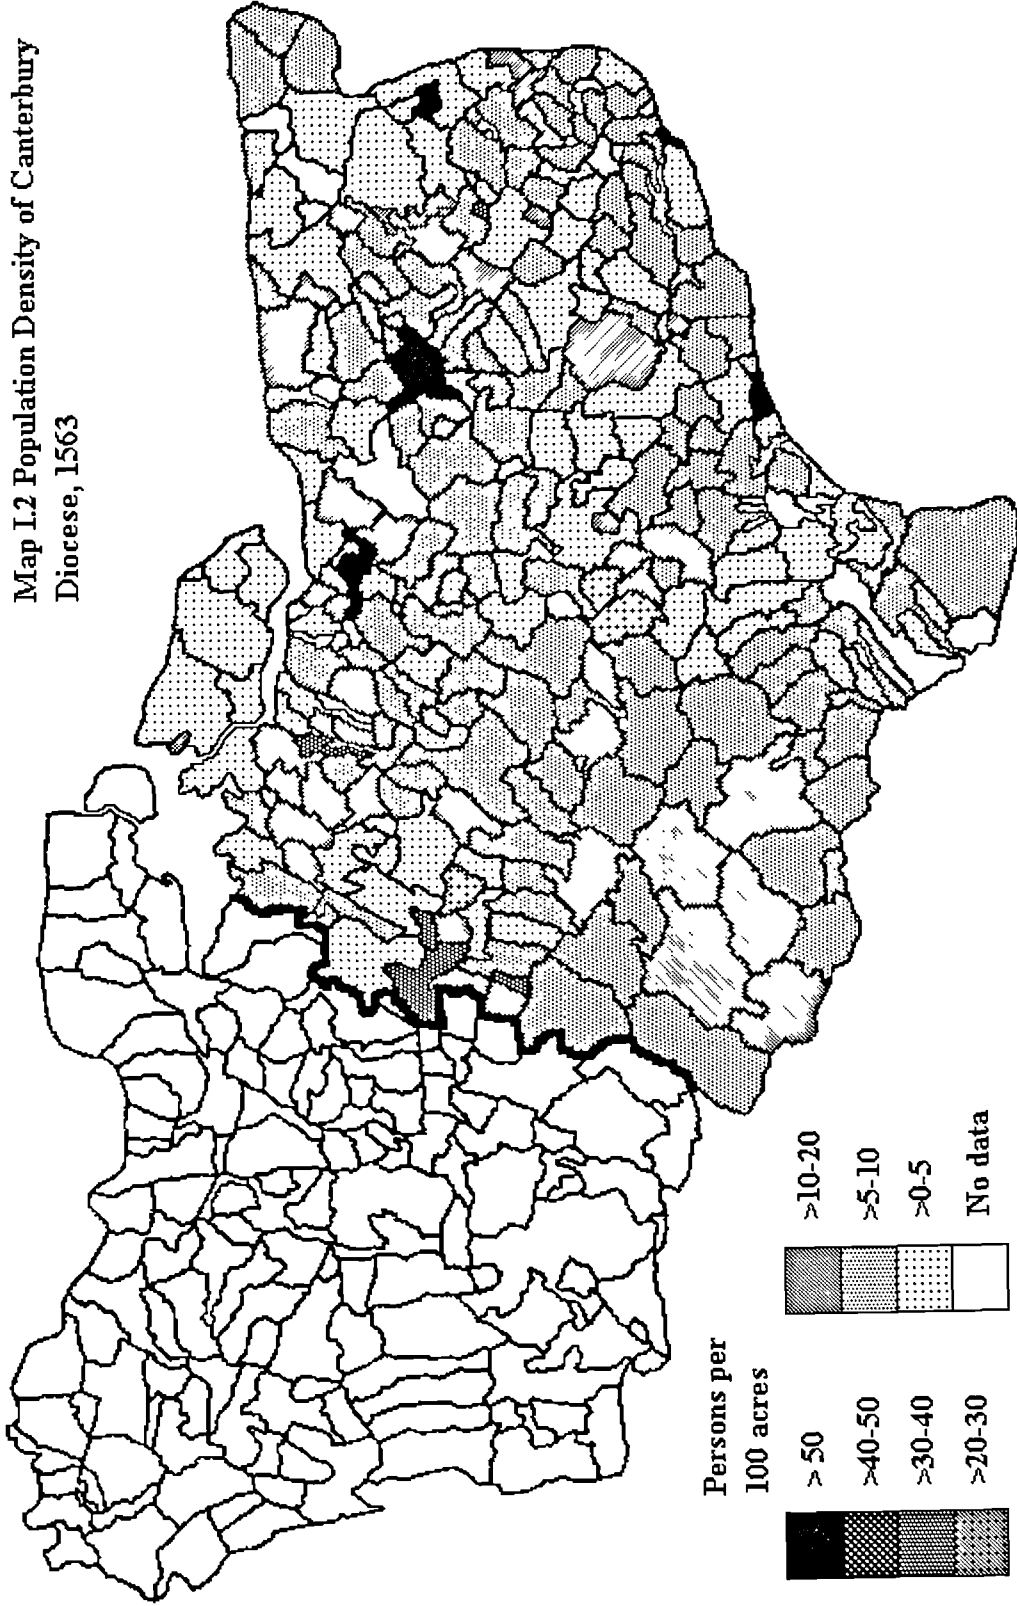 Map 1.2 Population Density of Canterbury
Diocese, 1563
Persons per
100 acres
> 50
>40-50
>30-40
>20-30
>10-20
>5-10
>0-5
No data